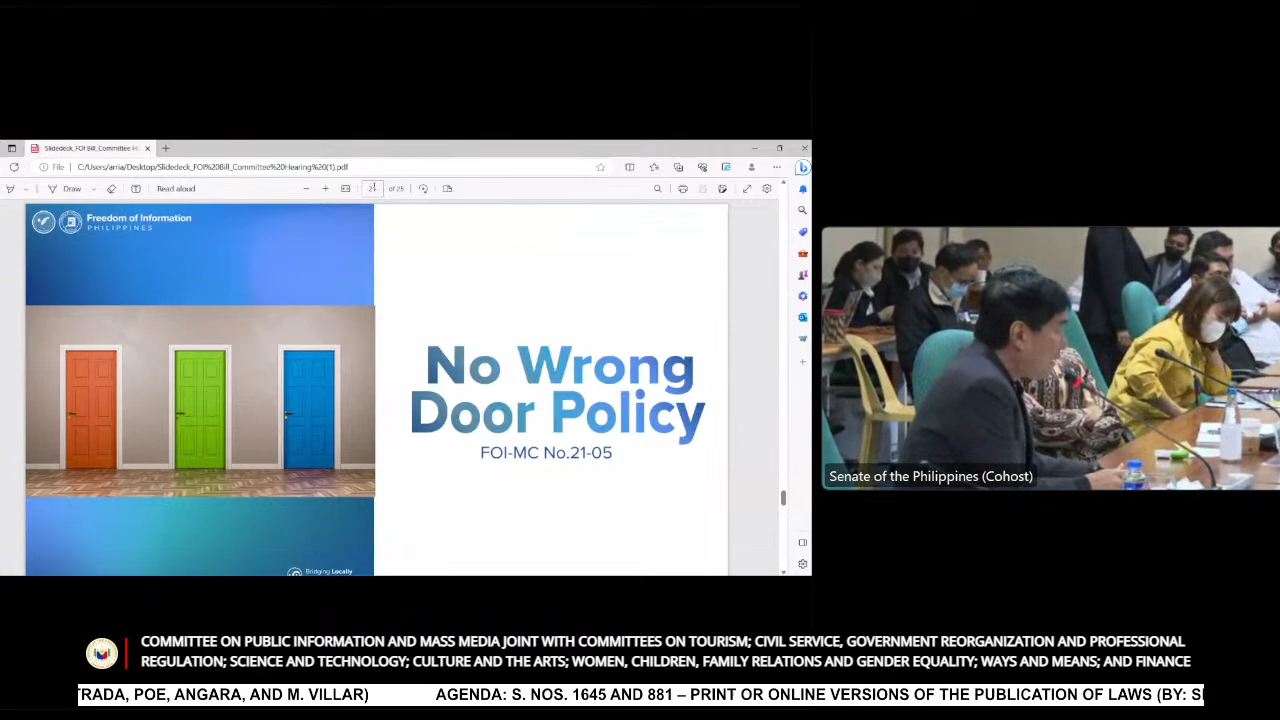 Slidedeck_FOI Bill_Committee H
File
C:/Users/arria/Desktop/Slidedeck_FOI%20Bill_Committee%20Hearing%20(1).pdf
Draw
Read aloud
of 25
Freedom of Information
PHILIPPINES
No Wrong
Door Policy
FOI-MC No.21-05
Bridging Locally
Senate of the Philippines (Cohost)
COMMITTEE ON PUBLIC INFORMATION AND MASS MEDIA JOINT WITH COMMITTEES ON TOURISM; CIVIL SERVICE, GOVERNMENT REORGANIZATION AND PROFESSIONAL
REGULATION; SCIENCE AND TECHNOLOGY; CULTURE AND THE ARTS; WOMEN, CHILDREN, FAMILY RELATIONS AND GENDER EQUALITY; WAYS AND MEANS; AND FINANCE
TRADA, POE, ANGARA, AND M. VILLAR) AGENDA: S. NOS. 1645 AND 881 – PRINT OR ONLINE VERSIONS OF THE PUBLICATION OF LAWS (BY: S